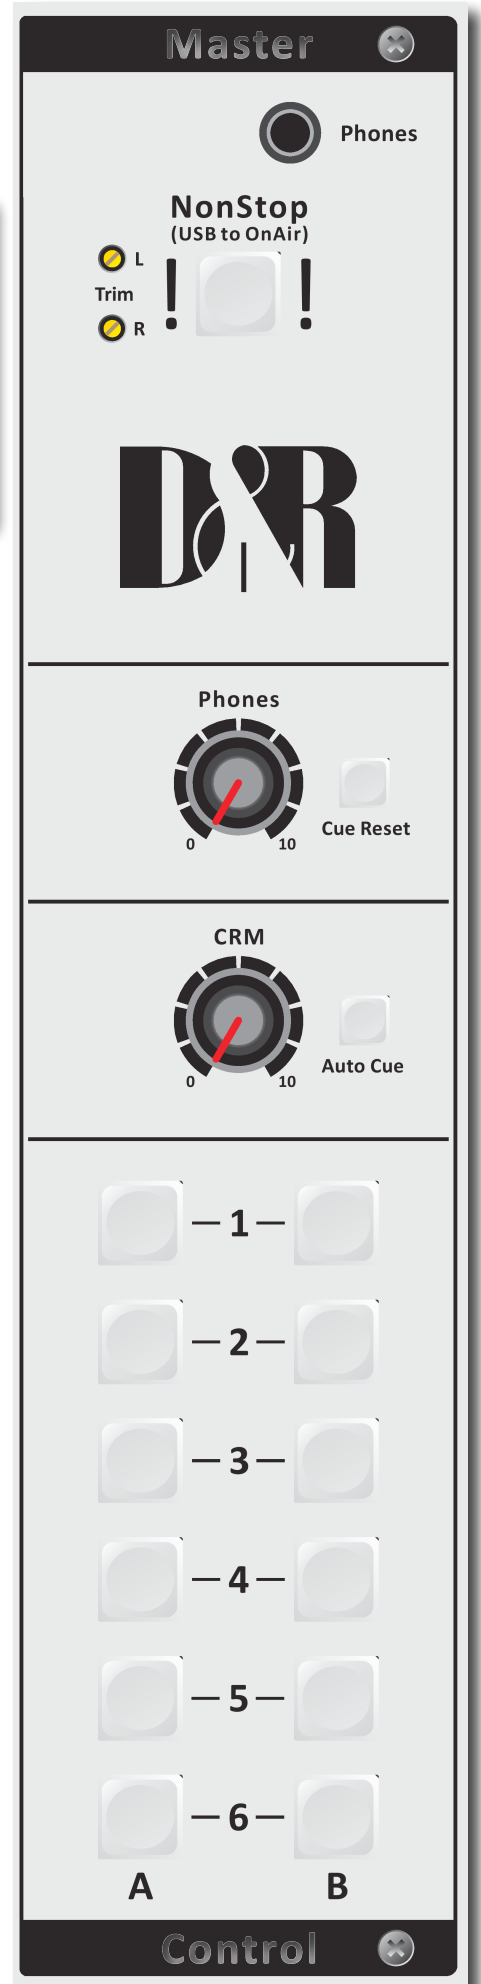 Master
Phones
NonStop
(USB to OnAir)
L
Trim
! !
R
D&R
Phones
0 10
Cue Reset
CRM
0 10
Auto Cue
1
2
3
4
5
6
A B
Control